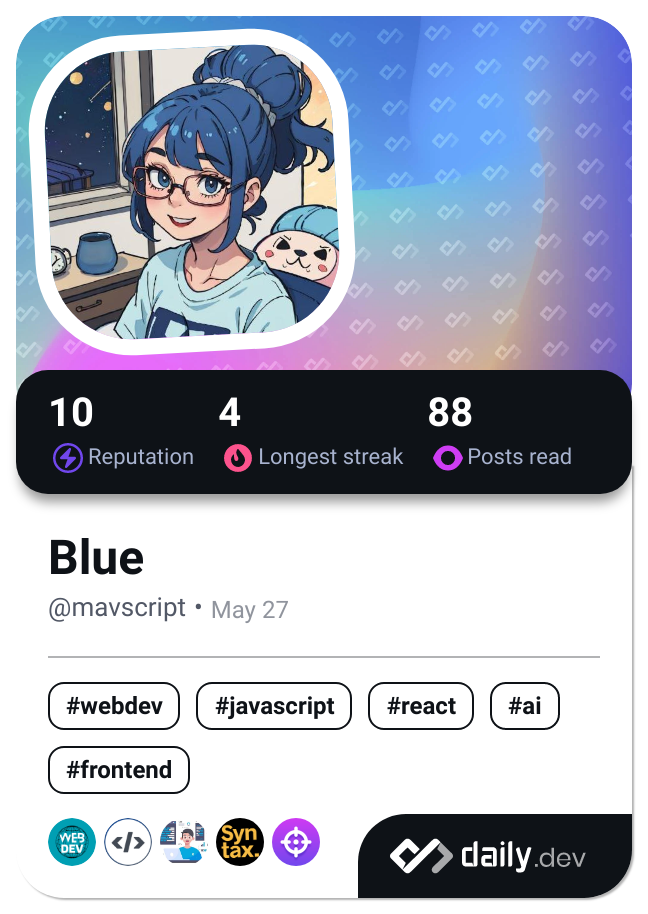 10 4 88
Reputation Longest streak Posts read
Blue
@mavscript • May 27
#webdev #javascript #react #ai
#frontend
WEB
DEV
</>
Syn
tax.
daily.dev